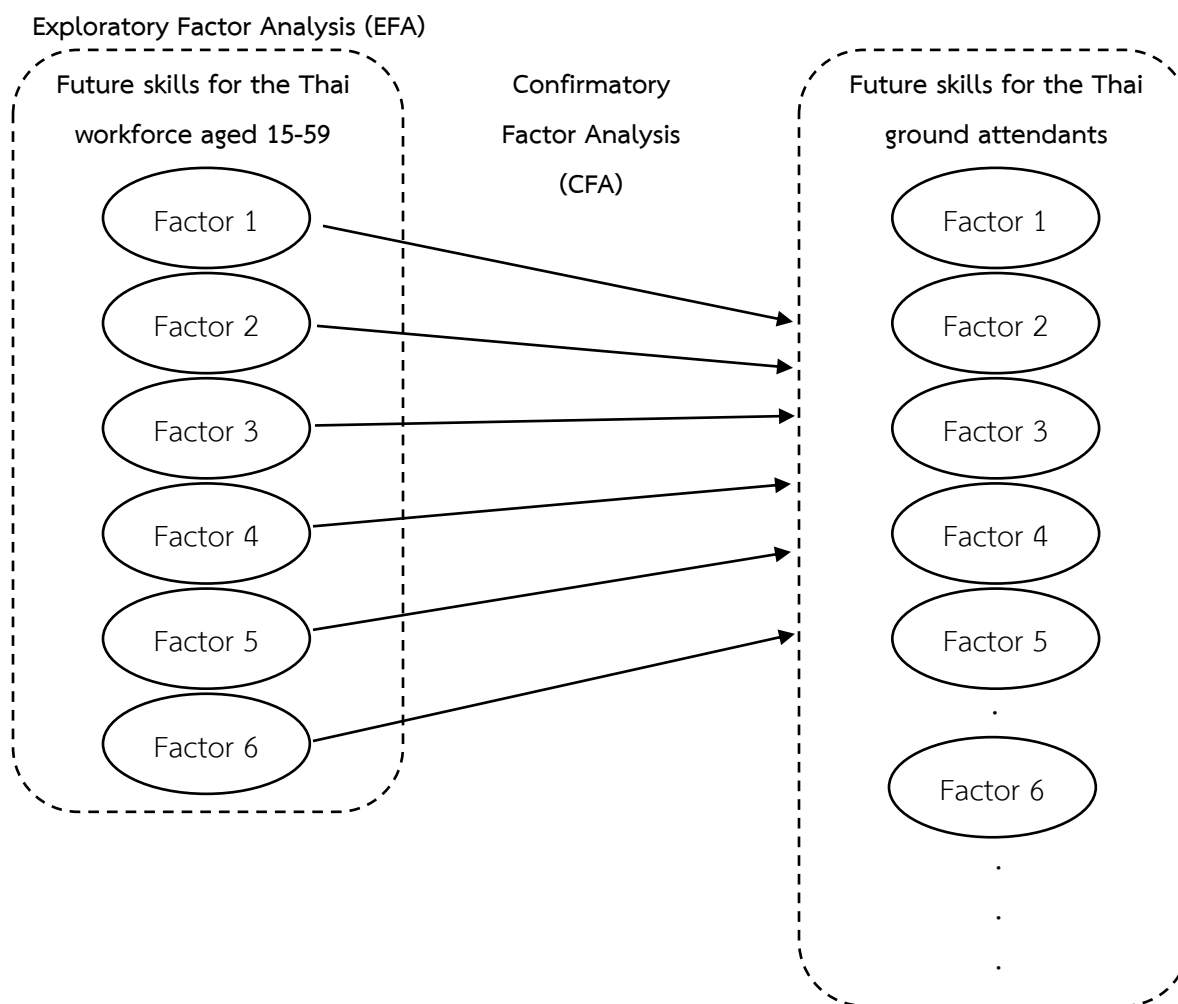 Exploratory Factor Analysis (EFA)
Future skills for the Thai
workforce aged 15-59
Factor 1
Factor 2
Factor 3
Factor 4
Factor 5
Factor 6
Confirmatory
Factor Analysis
(CFA)
Future skills for the Thai
ground attendants
Factor 1
Factor 2
Factor 3
Factor 4
Factor 5
.
Factor 6
.
.
.